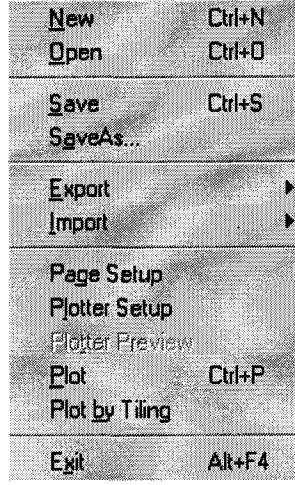 New Ctrl+N
Open Ctrl+O
Save Ctrl+S
SaveAs...
Export
Import
Page Setup
Plotter Setup
Plotter Preview
Plot Ctrl+P
Plot by Tiling
Exit Alt+F4